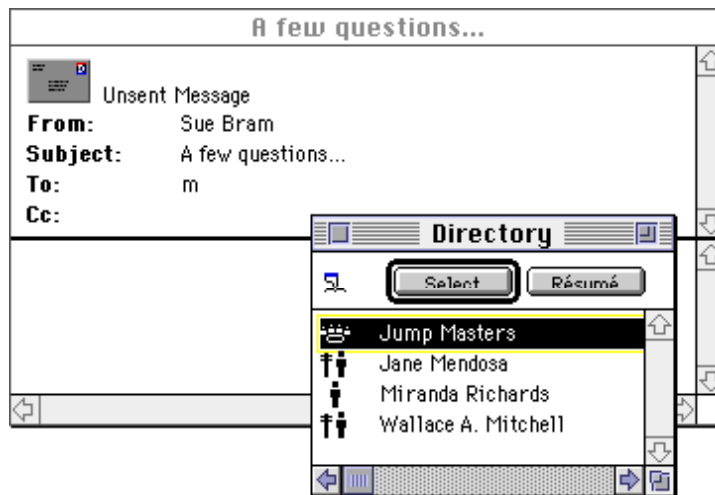 A few questions...
Unsent Message
From: Sue Bram
Subject: A few questions...
To: m
Cc:
Directory
Select Résumé
Jump Masters
Jane Mendosa
Miranda Richards
Wallace A. Mitchell